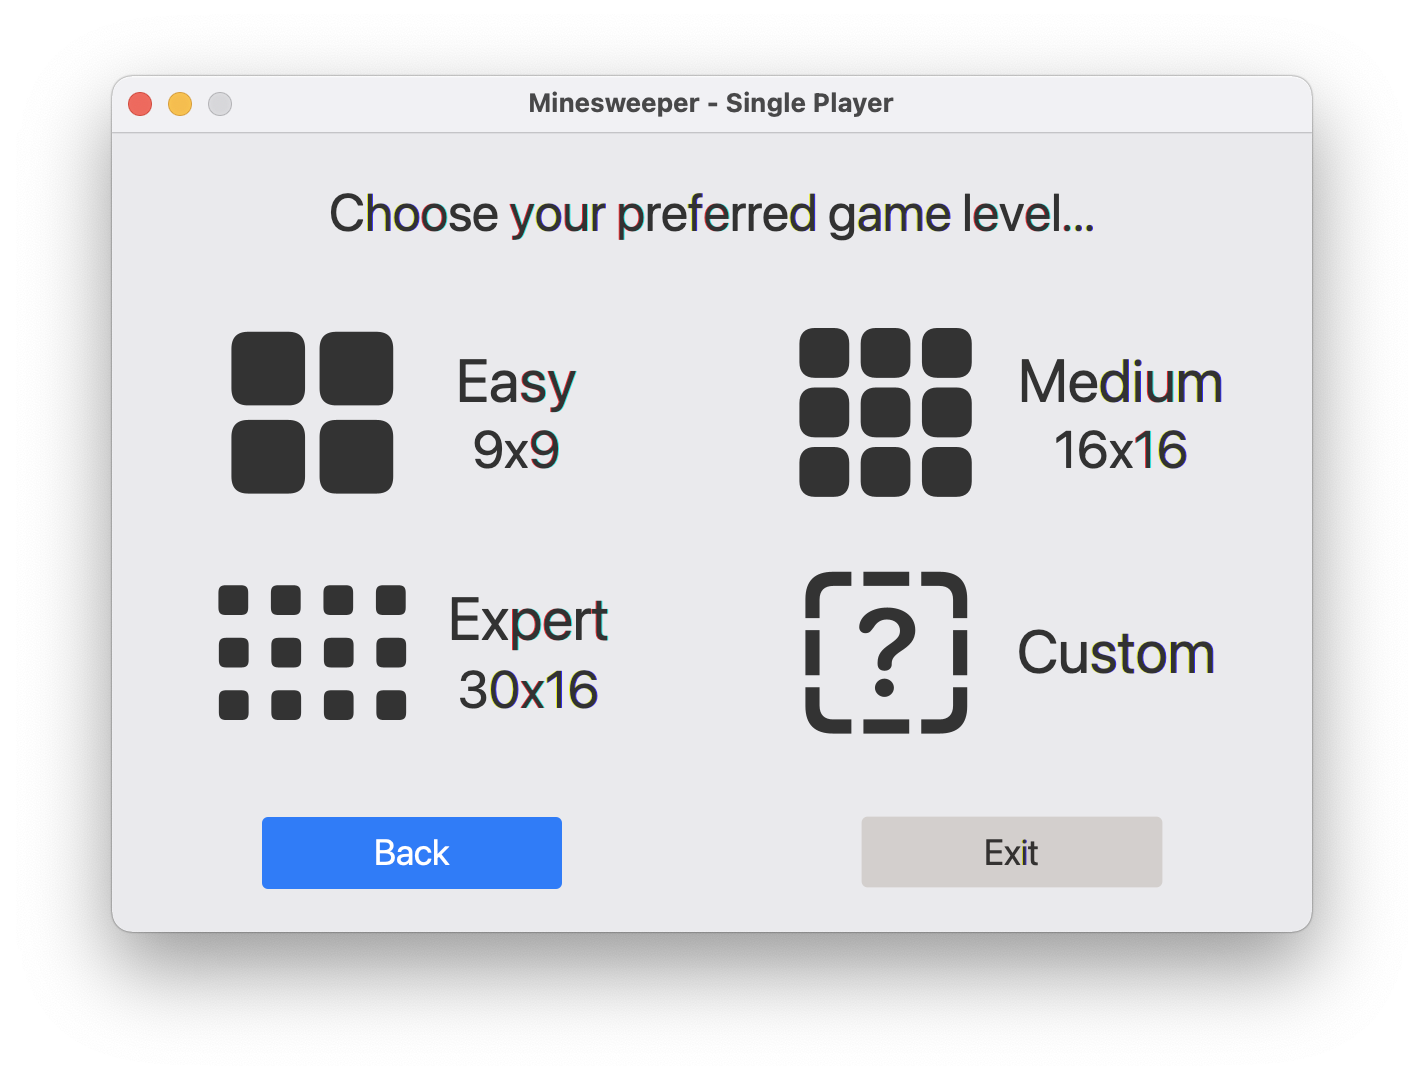 Minesweeper - Single Player
Choose your preferred game level...
Easy
9x9
Medium
16x16
Expert
30x16
?
Custom
Back
Exit